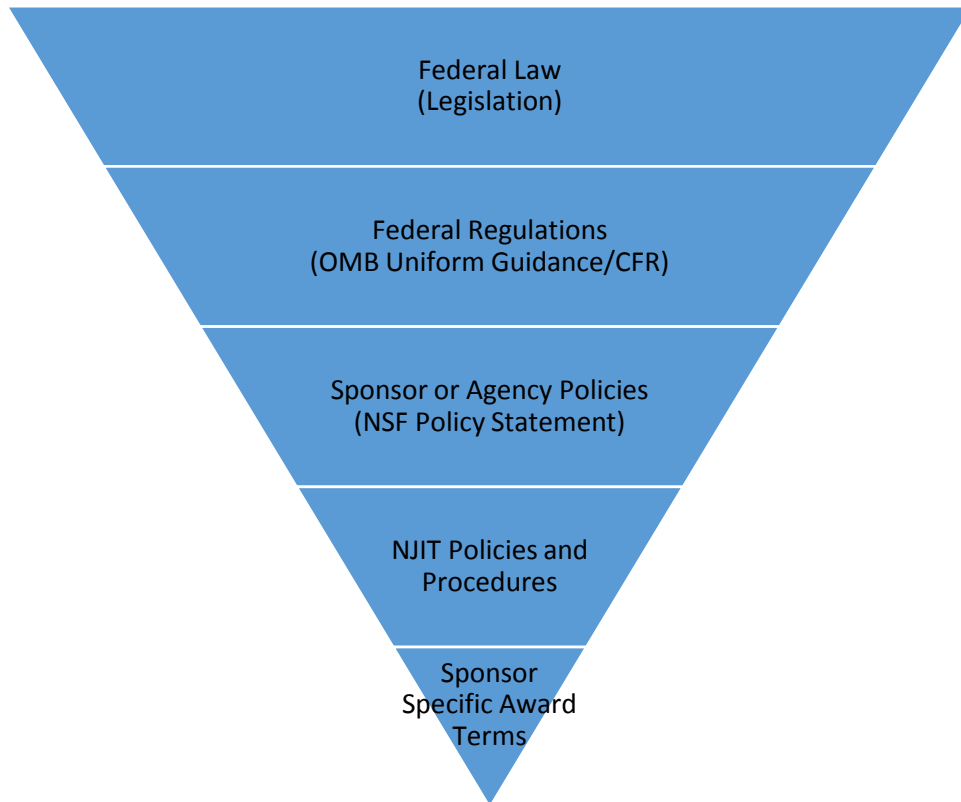 Federal Law
(Legislation)
Federal Regulations
(OMB Uniform Guidance/CFR)
Sponsor or Agency Policies
(NSF Policy Statement)
NJIT Policies and
Procedures
Sponsor
Specific Award
Terms